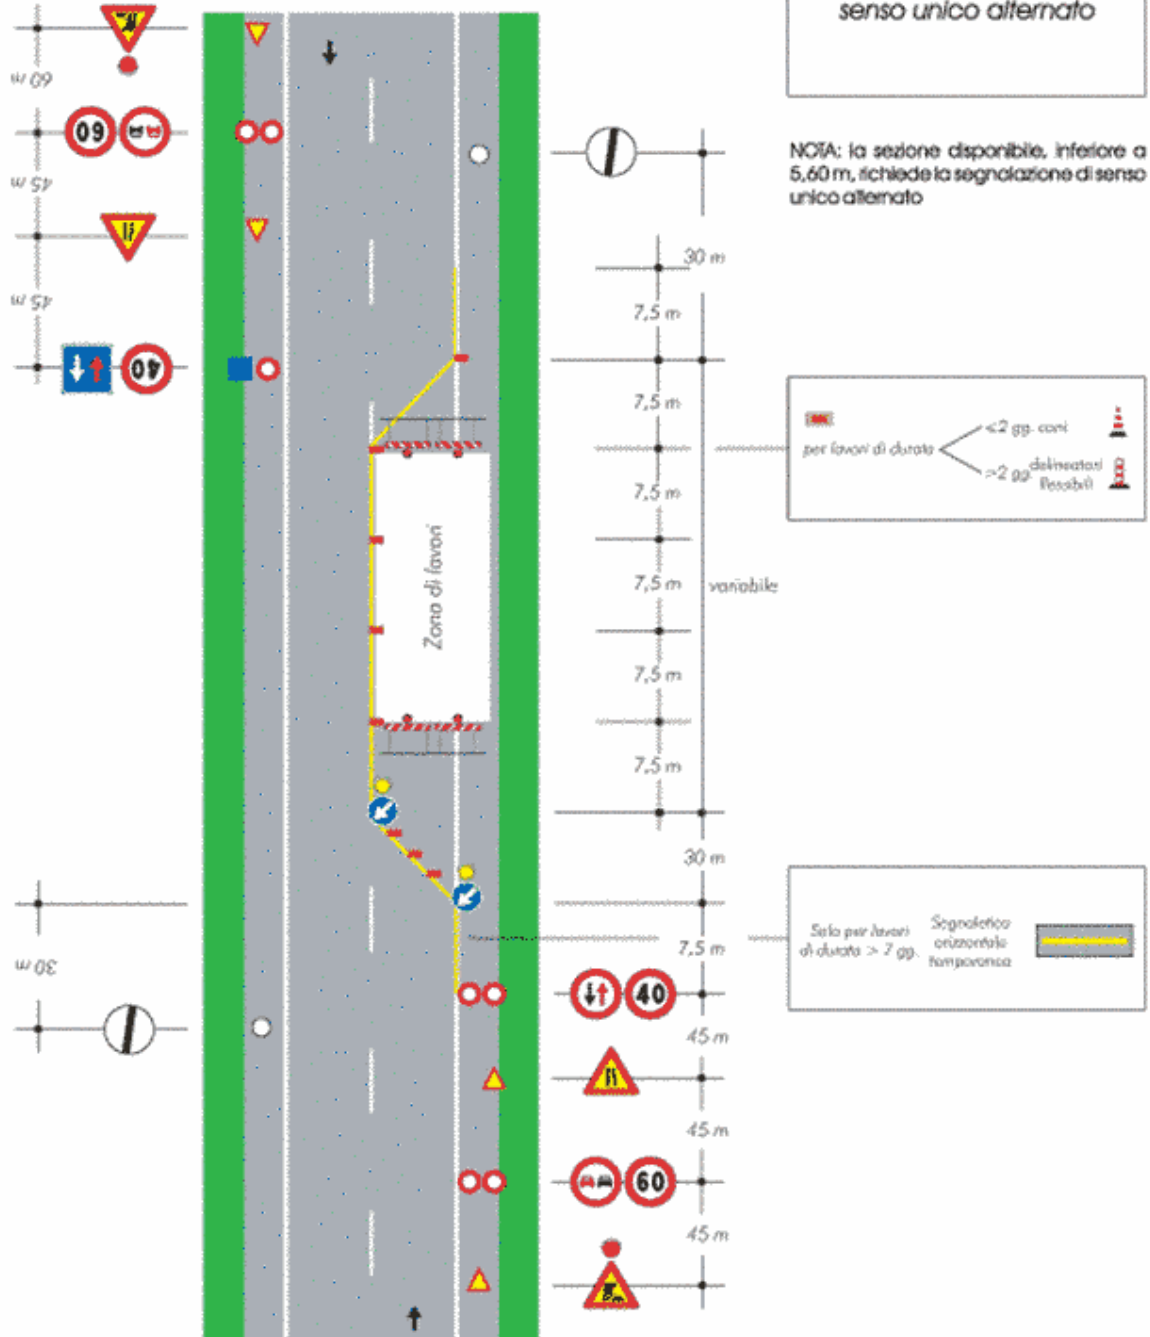 senso unico alternato
60 m
60
45 m
45 m
40
NOTA: la sezione disponibile, inferiore a
5,60 m, richiede la segnalazione di senso
unico alternato
30 m
7,5 m
7,5 m
7,5 m
7,5 m
7,5 m
7,5 m
variabile
per lavori di durata
≤2 gg. coni
>2 gg. delineatori
flessibili
Zona di lavori
30 m
7,5 m
Solo per lavori
di durata > 7 gg.
Segnaletica
orizzontale
temporanea
30 m
40
45 m
45 m
60
45 m